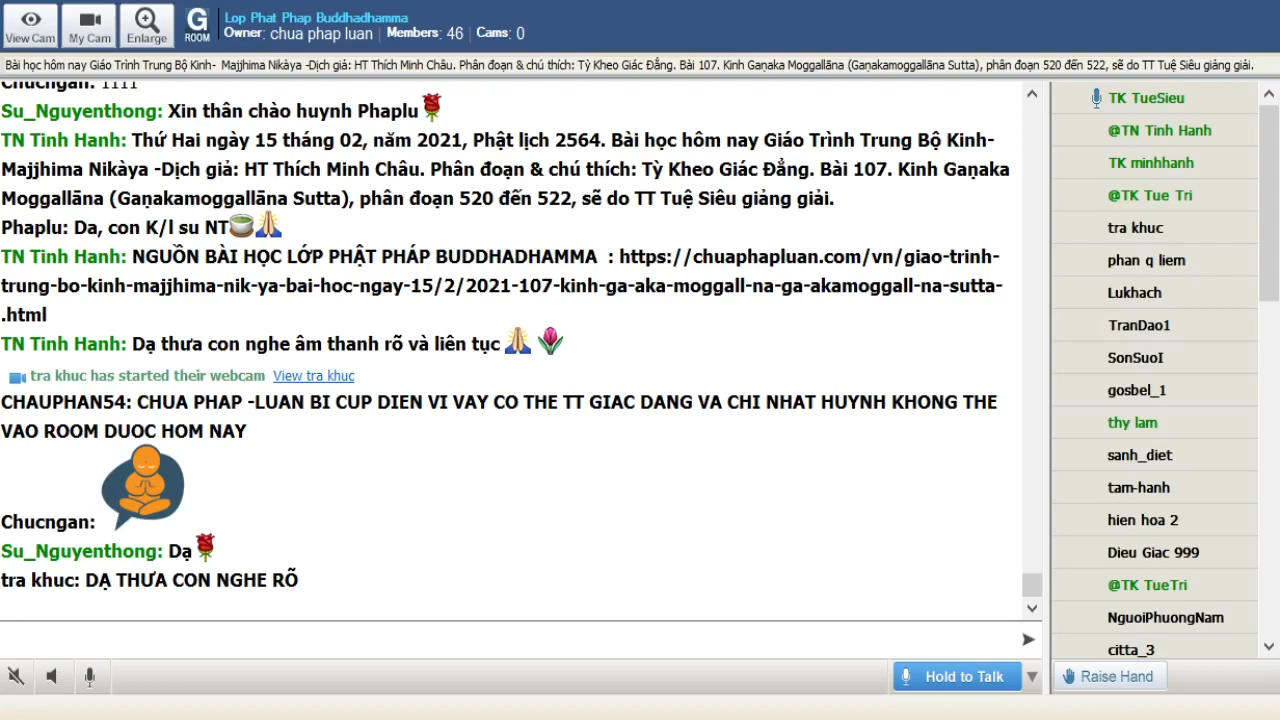 View Cam
My Cam
Enlarge
G
ROOM
Lop Phat Phap Buddhadhamma
Owner: chua phap luan Members: 46 Cams: 0
Bài học hôm nay Giáo Trình Trung Bộ Kinh- Majjhima Nikàya -Dịch giả: HT Thích Minh Châu. Phân đoạn & chú thích: Tỳ Kheo Giác Đẳng. Bài 107. Kinh Gaṇaka Moggallāna (Gaṇakamoggallāna Sutta), phân đoạn 520 đến 522, sẽ do TT Tuệ Siêu giảng giải.
Chucngan: 1111
Su_Nguyenthong: Xin thân chào huynh Phaplu
TN Tinh Hanh: Thứ Hai ngày 15 tháng 02, năm 2021, Phật lịch 2564. Bài học hôm nay Giáo Trình Trung Bộ Kinh-
Majjhima Nikàya -Dịch giả: HT Thích Minh Châu. Phân đoạn & chú thích: Tỳ Kheo Giác Đẳng. Bài 107. Kinh Gaṇaka
Moggallāna (Gaṇakamoggallāna Sutta), phân đoạn 520 đến 522, sẽ do TT Tuệ Siêu giảng giải.
Phaplu: Da, con K/l su NT
TN Tinh Hanh: NGUỒN BÀI HỌC LỚP PHẬT PHÁP BUDDHADHAMMA : https://chuaphapluan.com/vn/giao-trinh-
trung-bo-kinh-majjhima-nik-ya-bai-hoc-ngay-15/2/2021-107-kinh-ga-aka-moggall-na-ga-akamoggall-na-sutta-
.html
TN Tinh Hanh: Dạ thưa con nghe âm thanh rõ và liên tục
tra khuc has started their webcam View tra khuc
CHAUPHAN54: CHUA PHAP -LUAN BI CUP DIEN VI VAY CO THE TT GIAC DANG VA CHI NHAT HUYNH KHONG THE
VAO ROOM DUOC HOM NAY
Chucngan:
Su_Nguyenthong: Dạ
tra khuc: DẠ THƯA CON NGHE RÕ
Hold to Talk
TK TueSieu
@TN Tinh Hanh
TK minhhanh
@TK Tue Tri
tra khuc
phan q liem
Lukhach
TranDao1
SonSuoI
gosbel_1
thy lam
sanh_diet
tam-hanh
hien hoa 2
Dieu Giac 999
@TK TueTri
NguoiPhuongNam
citta_3
Raise Hand